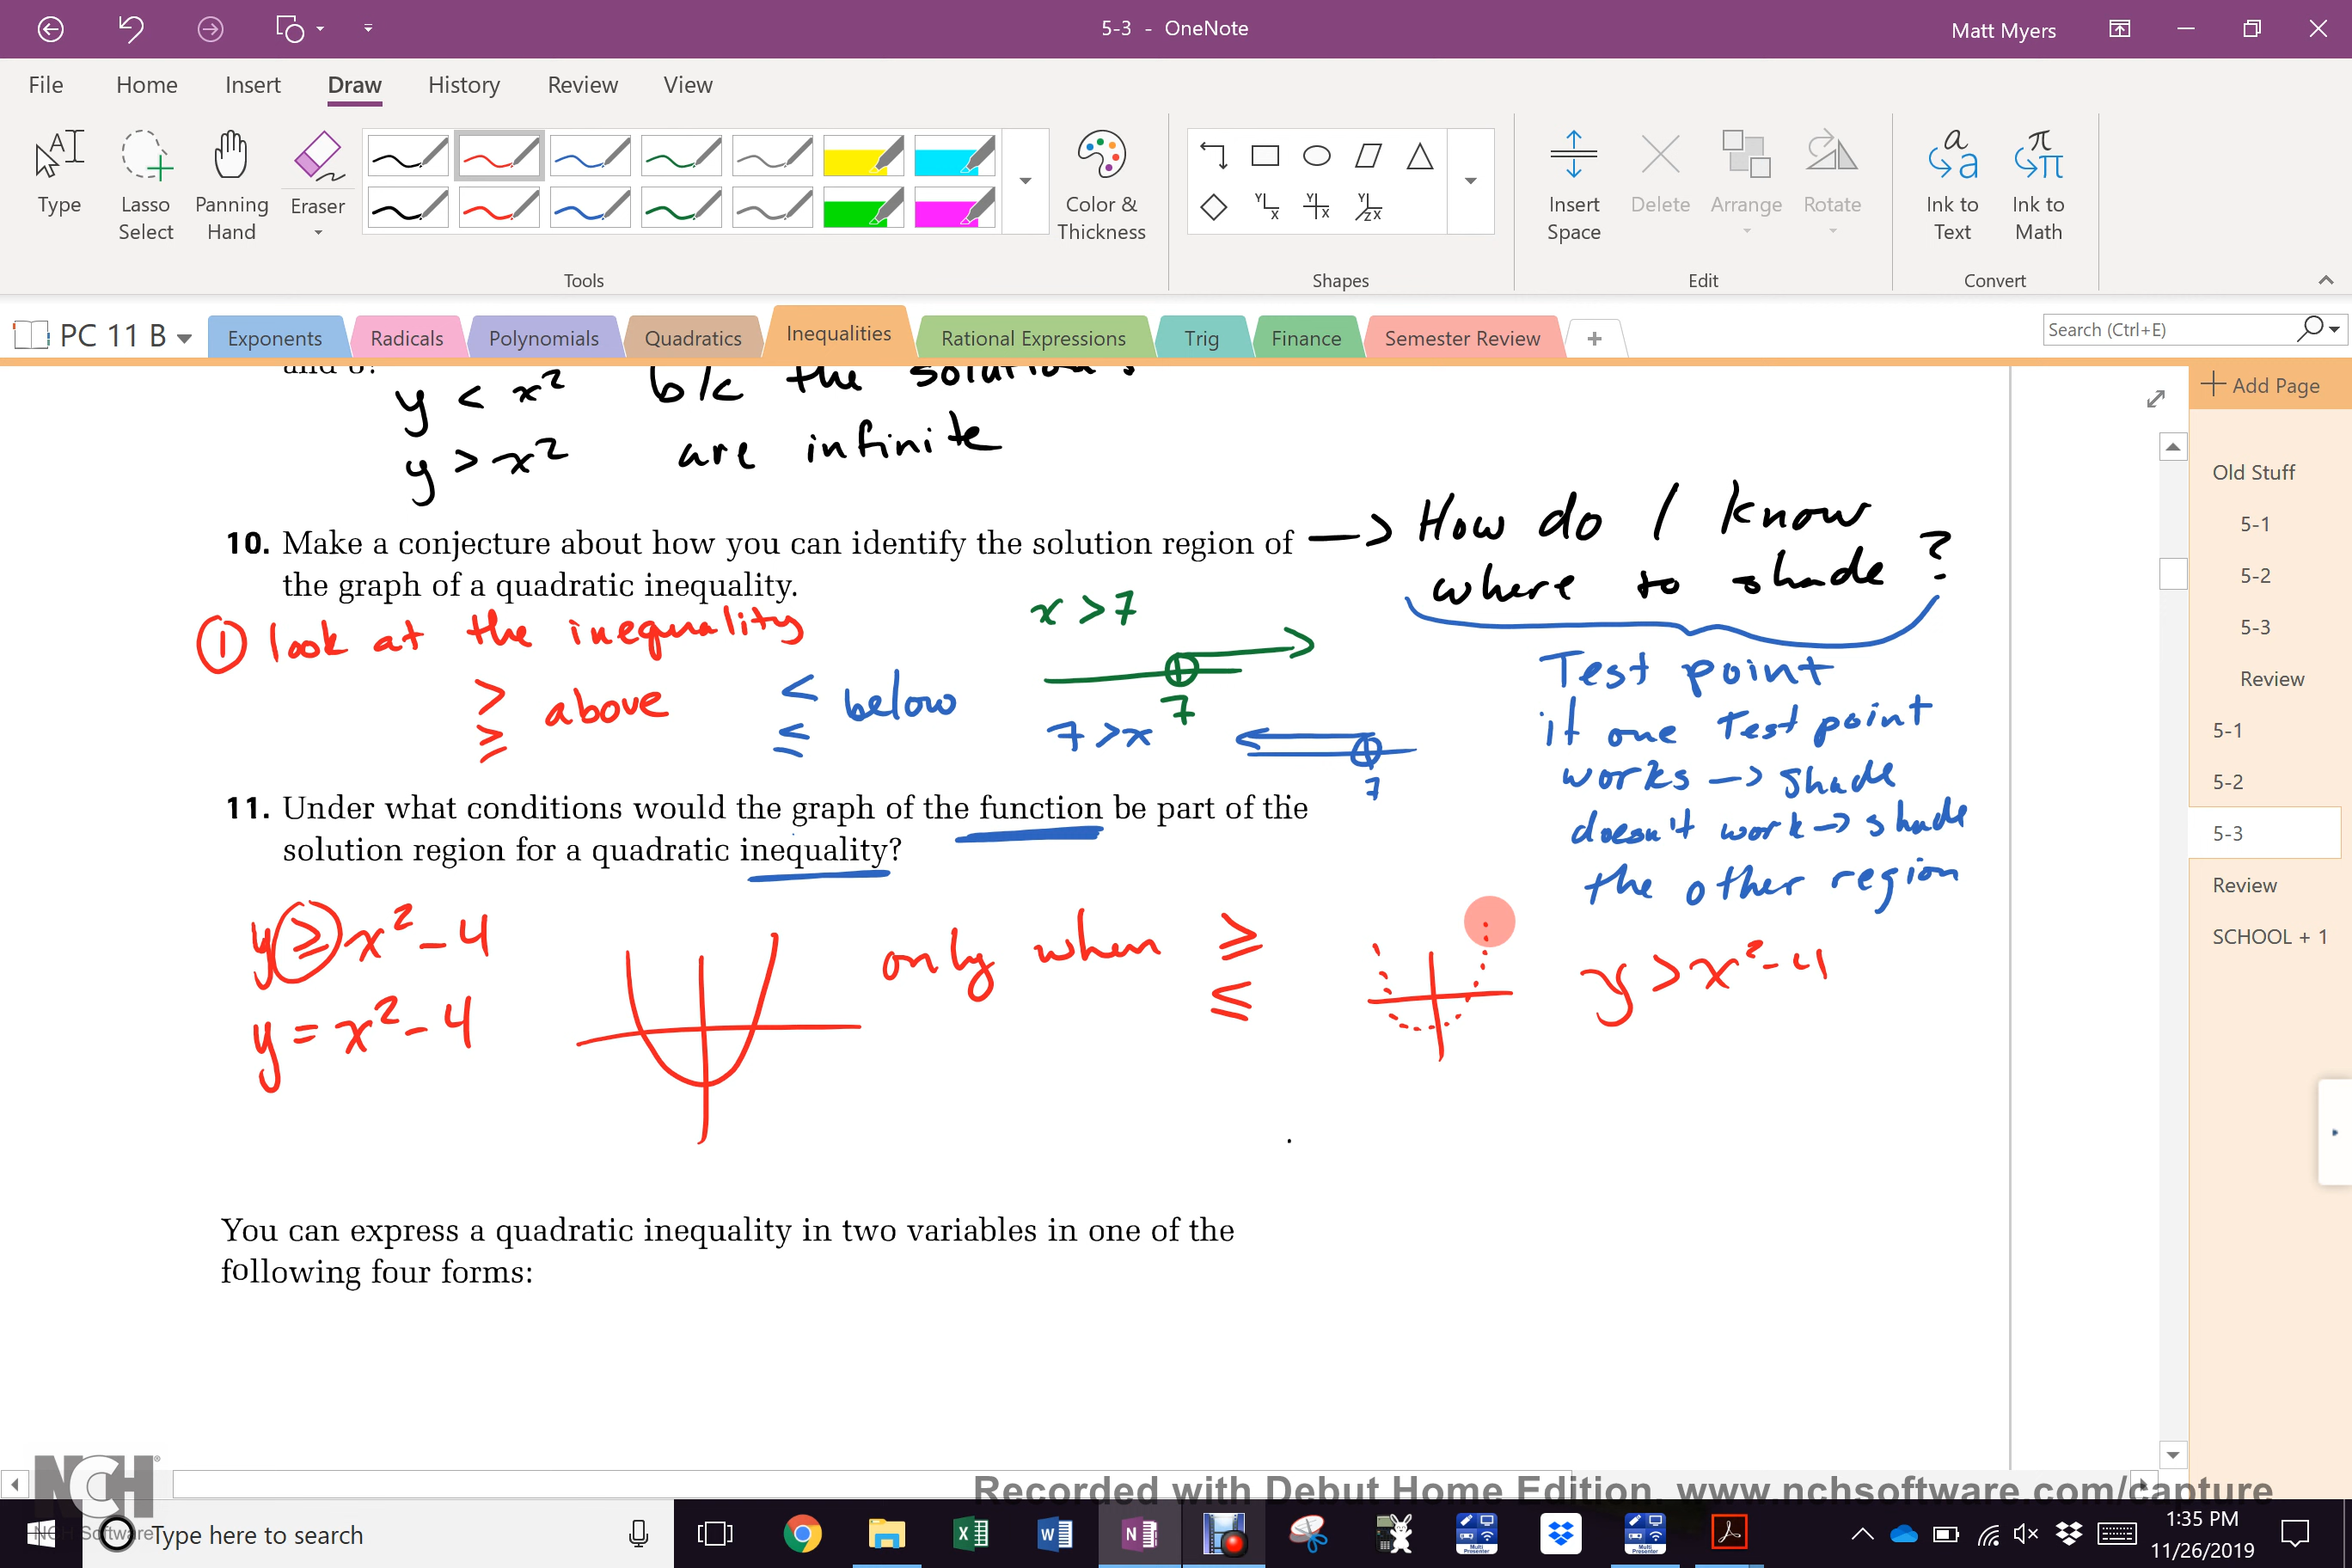 5-3 - OneNote
Matt Myers
File Home Insert Draw History Review View
Type
Lasso Select
Panning Hand
Eraser
Color & Thickness
Insert Space
Delete
Arrange
Rotate
Ink to Text
Ink to Math
Tools
Shapes
Edit
Convert
PC 11 B
Exponents Radicals Polynomials Quadratics Inequalities Rational Expressions Trig Finance Semester Review
Search (Ctrl+E)
Add Page
Old Stuff
5-1
5-2
5-3
Review
5-1
5-2
5-3
Review
SCHOOL + 1
y < x² b/c the solutions
y > x² are infinite
10. Make a conjecture about how you can identify the solution region of
the graph of a quadratic inequality.
→ How do I know
where to shade ?
① look at the inequality
> above
≥
< below
≤
x > 7
7
7 > x
7
Test point
if one Test point
works → shade
doesn't work → shade
the other region
11. Under what conditions would the graph of the function be part of the
solution region for a quadratic inequality?
y ≥ x² - 4
y = x² - 4
only when ≥
≤
y > x² - 4
You can express a quadratic inequality in two variables in one of the
following four forms:
NCH
NCH Software
Recorded with Debut Home Edition. www.nchsoftware.com/capture
Type here to search
1:35 PM
11/26/2019